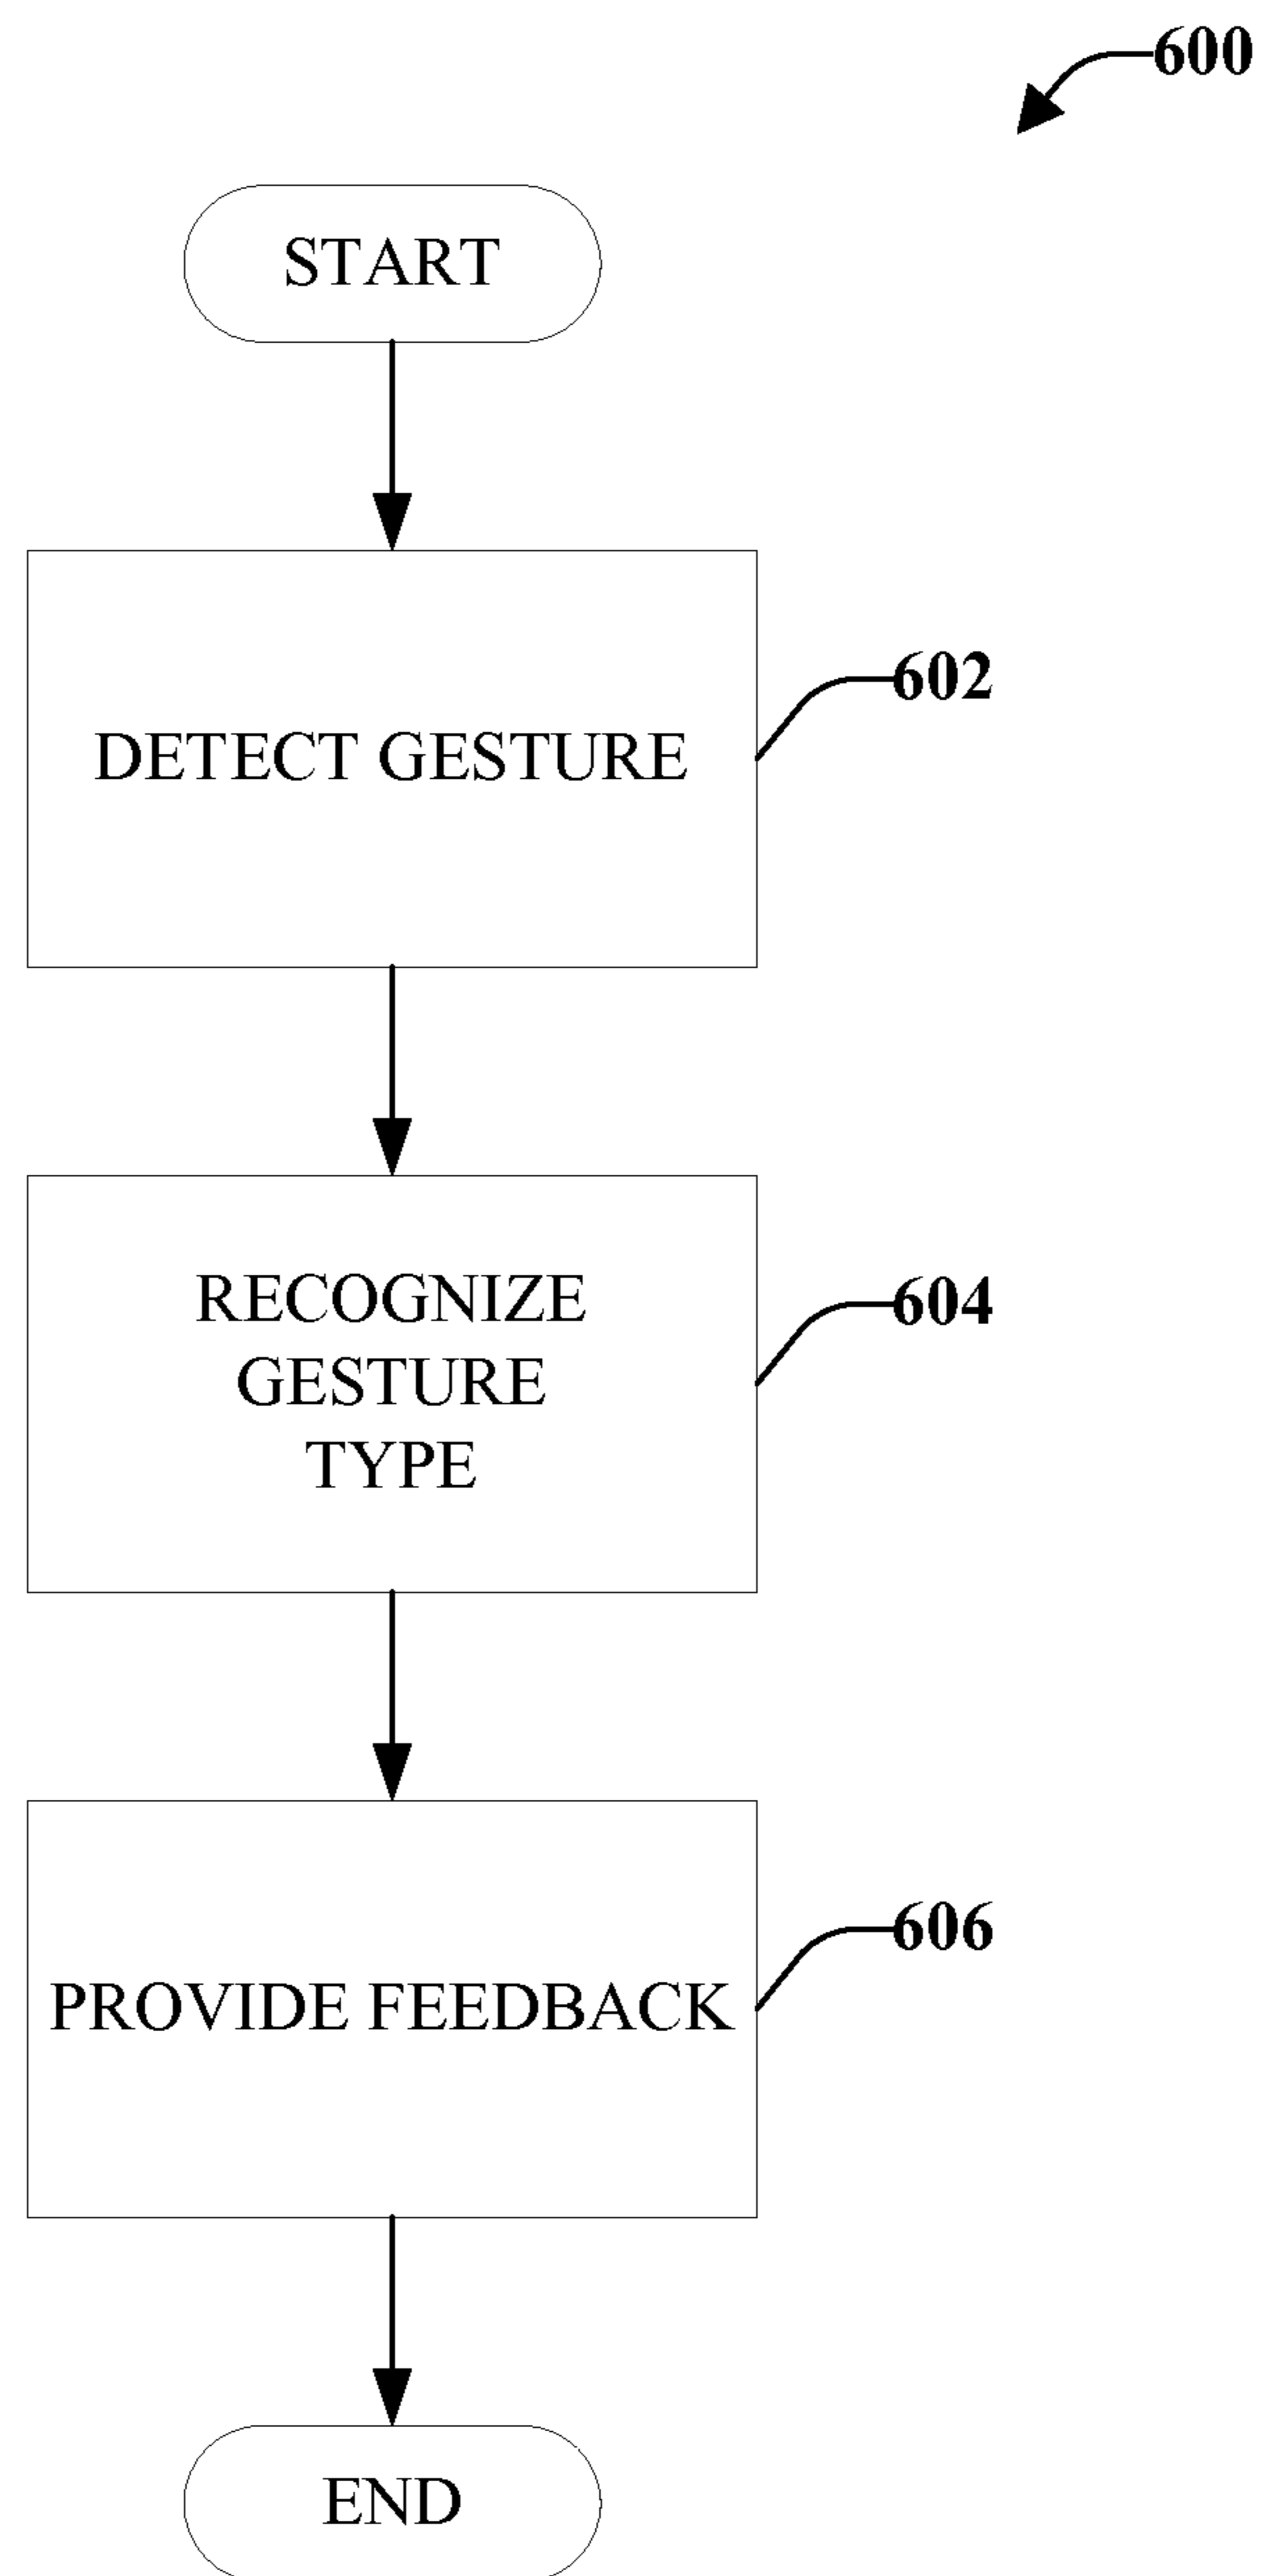 600
START
DETECT GESTURE
602
RECOGNIZE
GESTURE
TYPE
604
PROVIDE FEEDBACK
606
END